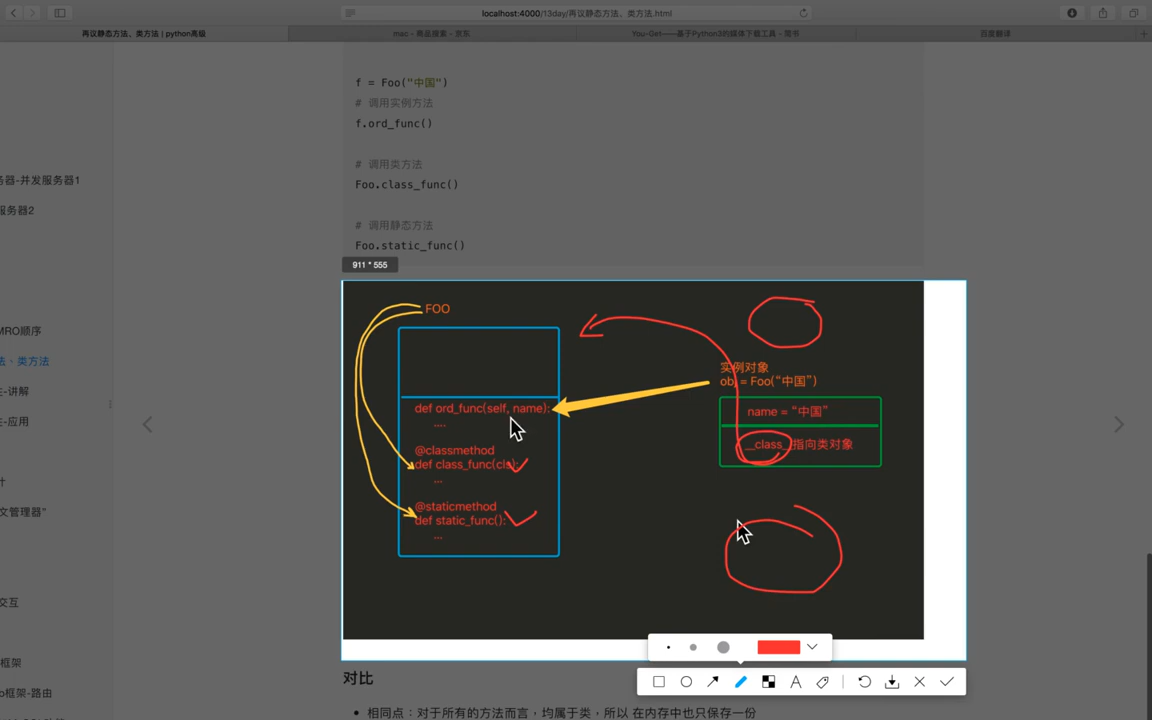 localhost:4000/13day/再议静态方法、类方法.html
再议静态方法、类方法 | python高级
mac - 商品搜索 - 京东
You-Get——基于Python3的媒体下载工具 - 简书
百度翻译
f = Foo("中国")
# 调用实例方法
f.ord_func()
# 调用类方法
Foo.class_func()
# 调用静态方法
Foo.static_func()
务器-并发服务器1
服务器2
MRO顺序
法、类方法
生-讲解
生-应用
计
文管理器"
交互
框架
o框架-路由
911 * 555
FOO
def ord_func(self, name):
....
@classmethod
def class_func(cls):
...
@staticmethod
def static_func():
...
实例对象
obj = Foo(“中国”)
name = “中国”
__class__指向类对象
对比
相同点：对于所有的方法而言，均属于类，所以 在内存中也只保存一份